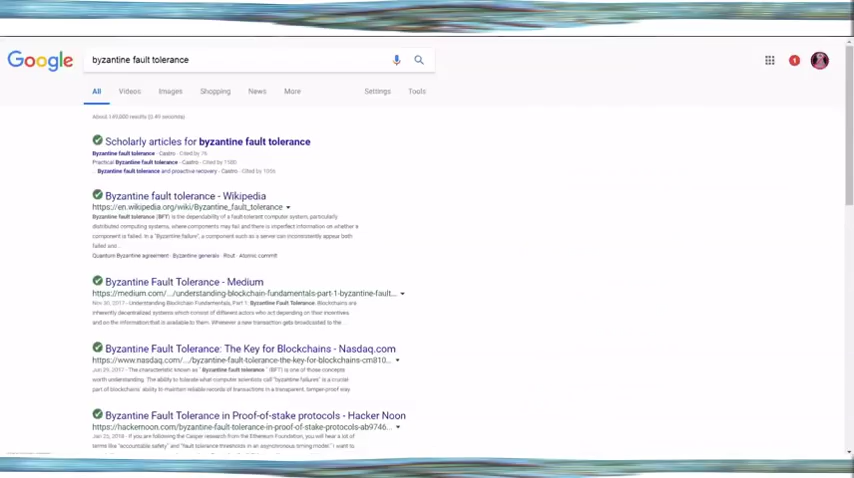 Google
byzantine fault tolerance
1
All Videos Images Shopping News More Settings Tools
About 149,000 results (0.49 seconds)
Scholarly articles for byzantine fault tolerance
Byzantine fault tolerance - Castro - Cited by 76
Practical Byzantine fault tolerance - Castro - Cited by
... Byzantine fault tolerance and proactive recovery - Castro - Cited by
Byzantine fault tolerance - Wikipedia
https://en.wikipedia.org/wiki/Byzantine_fault_tolerance
Byzantine fault tolerance (BFT) is the dependability of a fault-tolerant computer system, particularly
distributed computing systems, where components may fail and there is imperfect information on whether
a component is failed. In a "Byzantine failure", a component such as a server can inconsistently appear both
failed and ...
Quantum Byzantine agreement · Byzantine generals · Rout · Atomic commit
Byzantine Fault Tolerance - Medium
https://medium.com/.../understanding-blockchain-fundamentals-part-1-byzantine-fault...
Nov 30, 2017 - Understanding Blockchain Fundamentals, Part 1: Byzantine Fault Tolerance. Blockchains are
inherently decentralized systems which consist of different actors who act depending on their incentives
and on the information that is available to them. Whenever a new transaction gets broadcasted to the ...
Byzantine Fault Tolerance: The Key for Blockchains - Nasdaq.com
https://www.nasdaq.com/.../byzantine-fault-tolerance-the-key-for-blockchains-cm810...
Jun 29, 2017 - The characteristic known as "Byzantine fault tolerance" (BFT) is one of those concepts
worth understanding. The ability to tolerate what computer scientists call "byzantine failures" is a crucial
part of blockchains' ability to maintain reliable records of transactions in a transparent, tamper-proof way.
Byzantine Fault Tolerance in Proof-of-stake protocols - Hacker Noon
https://hackernoon.com/byzantine-fault-tolerance-in-proof-of-stake-protocols-ab9746...
Jan 23, 2018 - If you are following the Casper research from the Ethereum Foundation, you will hear a lot of
terms like "accountable safety" and "fault tolerance thresholds in an asynchronous timing model." I want to